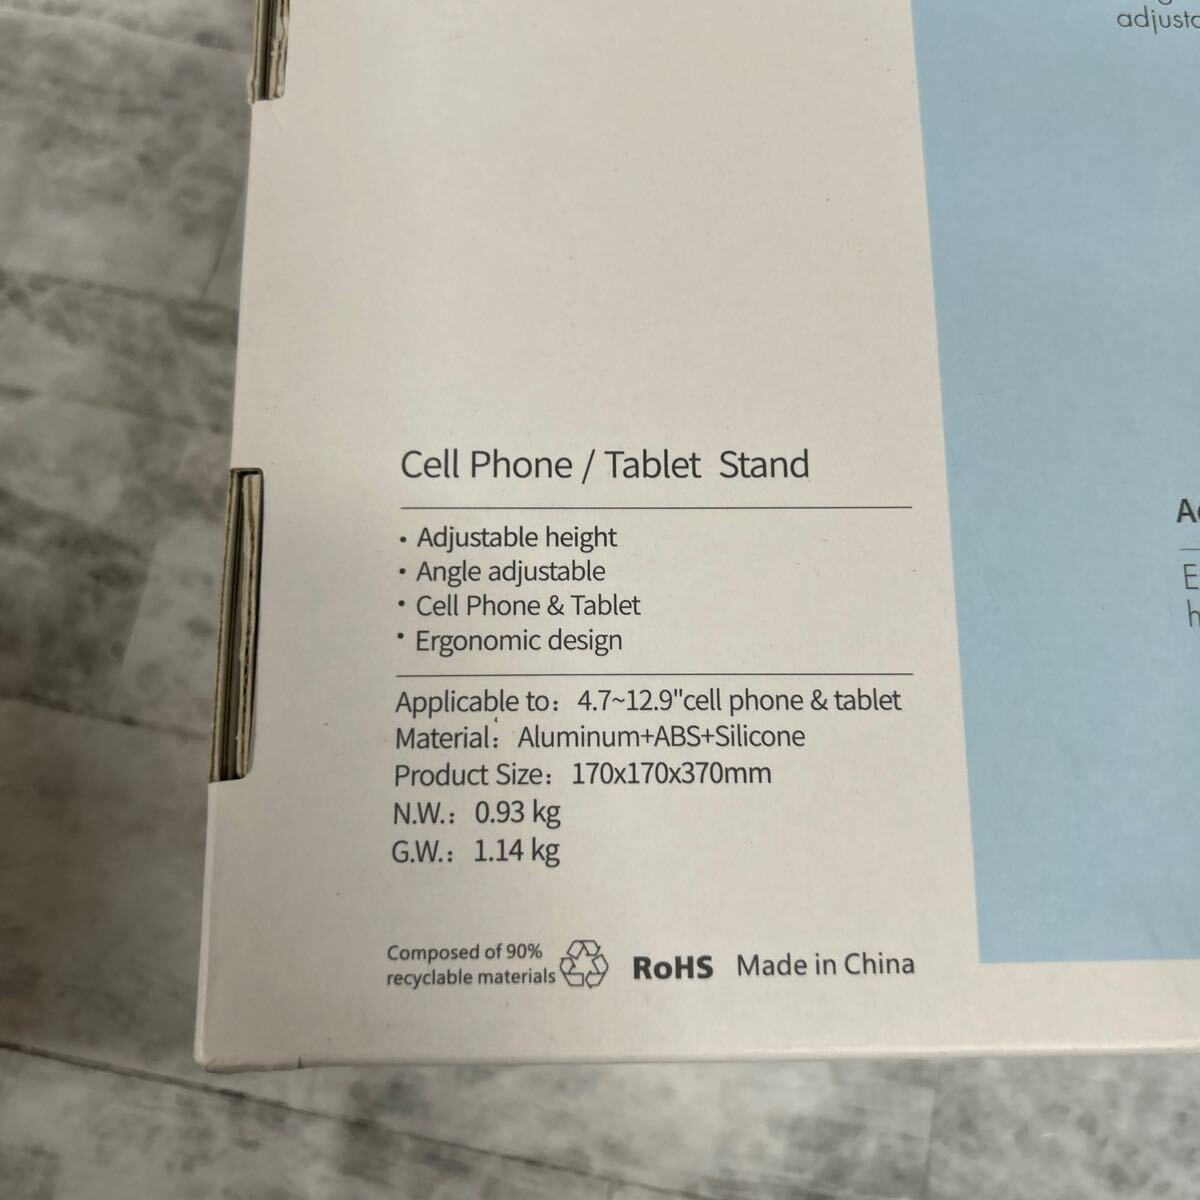 Cell Phone / Tablet Stand
• Adjustable height
• Angle adjustable
• Cell Phone & Tablet
• Ergonomic design
Applicable to: 4.7~12.9"cell phone & tablet
Material: Aluminum+ABS+Silicone
Product Size: 170x170x370mm
N.W.: 0.93 kg
G.W.: 1.14 kg
Composed of 90%
recyclable materials
RoHS Made in China